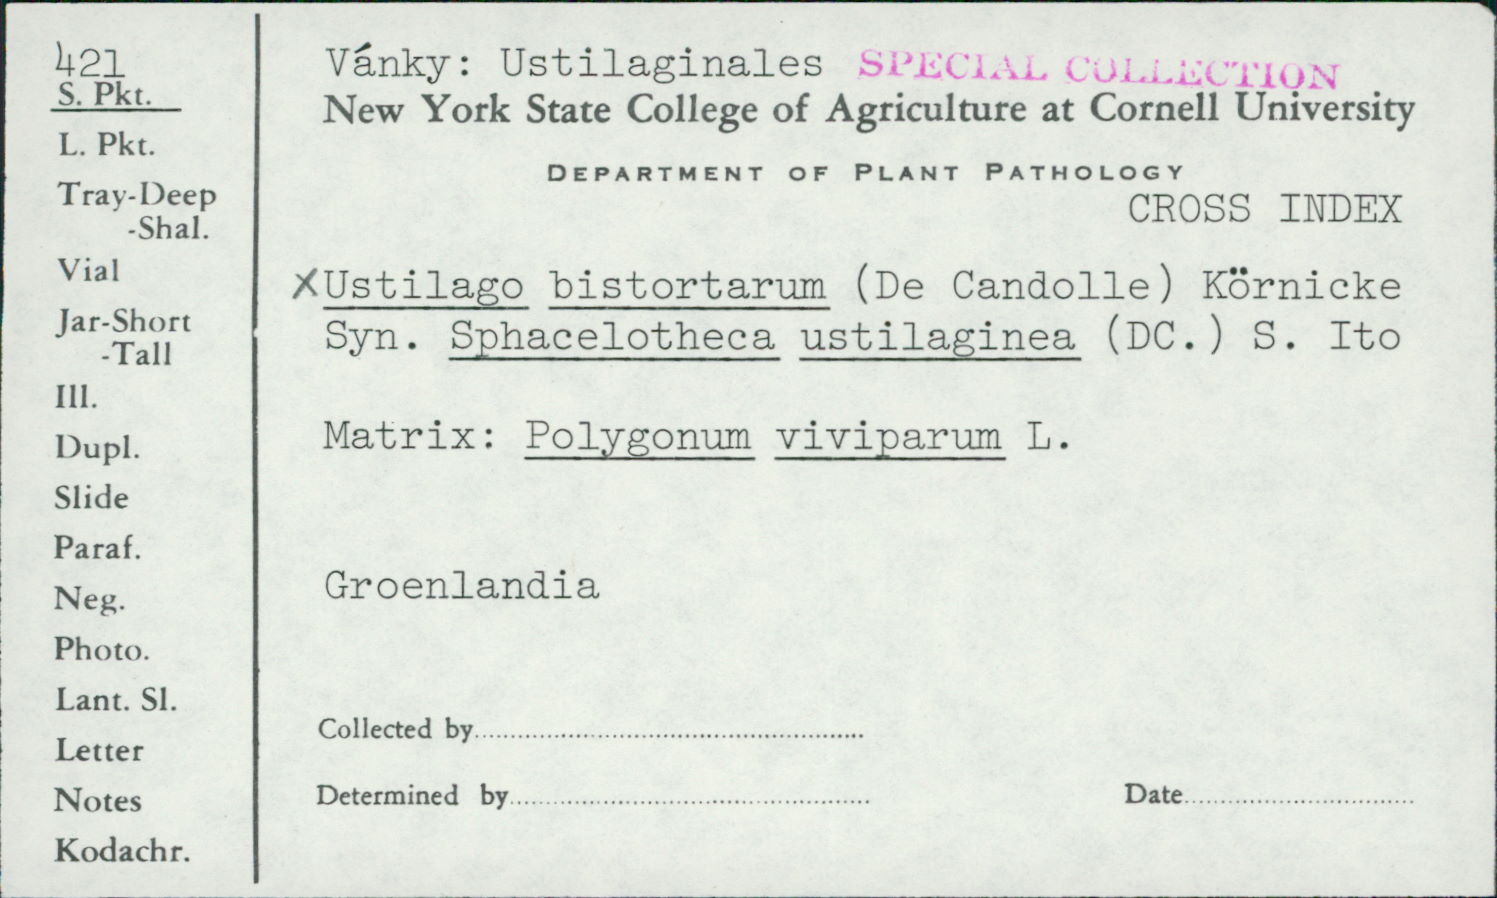 421
S. Pkt.
L. Pkt.
Tray-Deep
-Shal.
Vial
Jar-Short
-Tall
Ill.
Dupl.
Slide
Paraf.
Neg.
Photo.
Lant. Sl.
Letter
Notes
Kodachr.
Vánky: Ustilaginales SPECIAL COLLECTION
New York State College of Agriculture at Cornell University
DEPARTMENT OF PLANT PATHOLOGY
CROSS INDEX
XUstilago bistortarum (De Candolle) Körnicke
Syn. Sphacelotheca ustilaginea (DC.) S. Ito
Matrix: Polygonum viviparum L.
Groenlandia
Collected by
Determined by Date